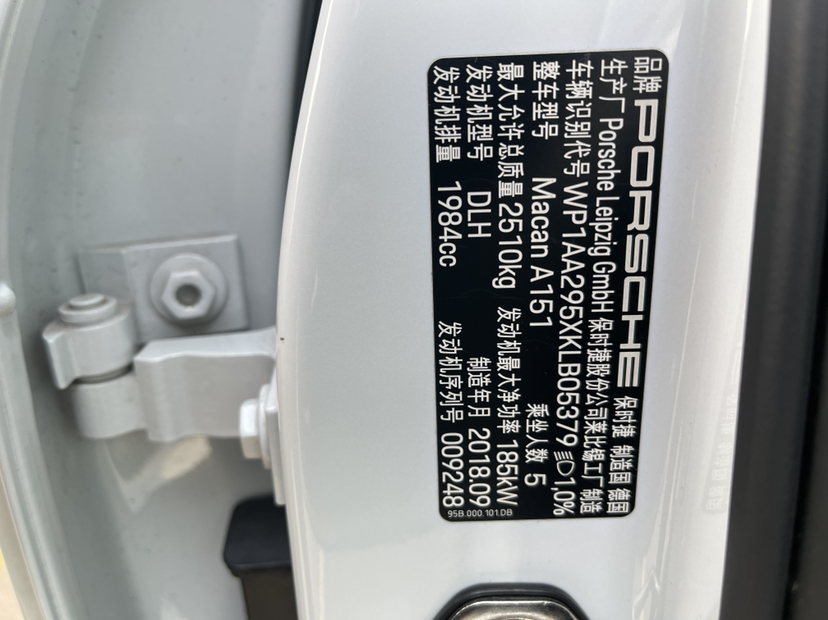 品牌 PORSCHE 保时捷 制造国 德国
生产厂 Porsche Leipzig GmbH 保时捷股份公司莱比锡工厂 制造
车辆识别代号 WP1AA295XKLB05379 1,0%
整车型号 Macan A151 乘坐人数 5
最大允许总质量 2510kg 发动机最大净功率 185kW
发动机型号 DLH 制造年月 2018.09
发动机排量 1984cc 发动机序列号 009248
95B.000.101.DB